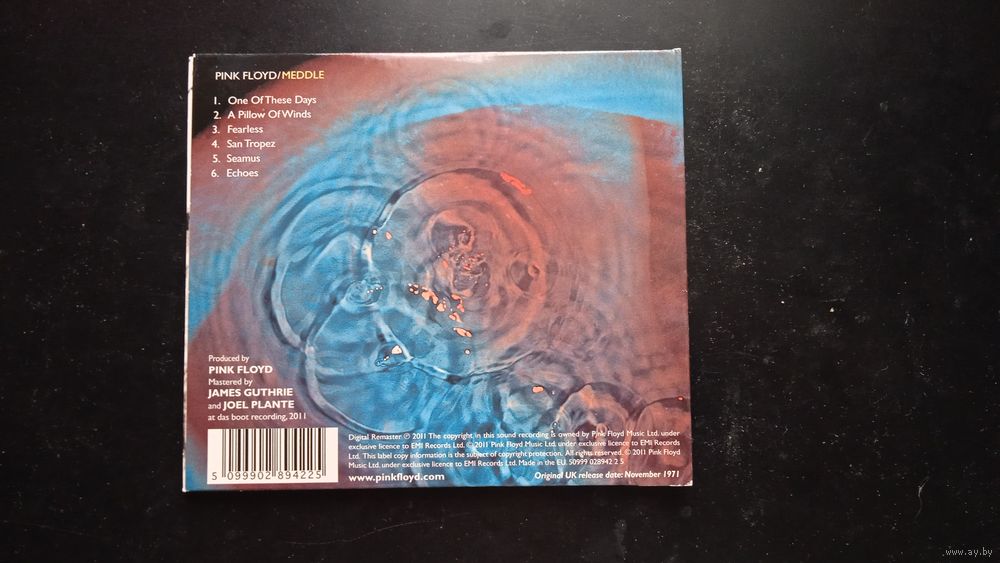 PINK FLOYD/MEDDLE
1. One Of These Days
2. A Pillow Of Winds
3. Fearless
4. San Tropez
5. Seamus
6. Echoes
Produced by
PINK FLOYD
Mastered by
JAMES GUTHRIE
and JOEL PLANTE
at das boot recording, 2011
Digital Remaster ℗ 2011 The copyright in this sound recording is owned by Pink Floyd Music Ltd. under
exclusive licence to EMI Records Ltd. © 2011 Pink Floyd Music Ltd. under exclusive licence to EMI Records
Ltd. This label copy information is the subject of copyright protection. All rights reserved. © 2011 Pink Floyd
Music Ltd. under exclusive licence to EMI Records Ltd. Made in the EU. 50999 028942 2 5
5 099902 894225
www.pinkfloyd.com
Original UK release date: November 1971
www.ay.by